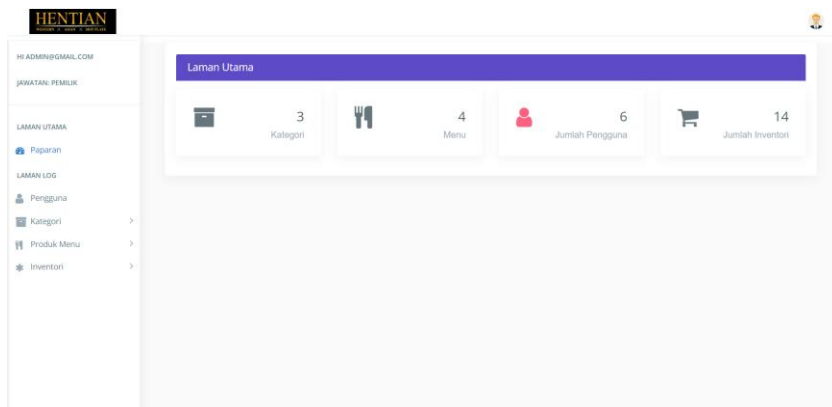 HENTIAN
HI ADMIN@GMAIL.COM
JAWATAN: PEMILIK
LAMAN UTAMA
Paparan
LAMAN LOG
Pengguna
Kategori
Produk Menu
Inventori
Laman Utama
3
Kategori
4
Menu
6
Jumlah Pengguna
14
Jumlah Inventori